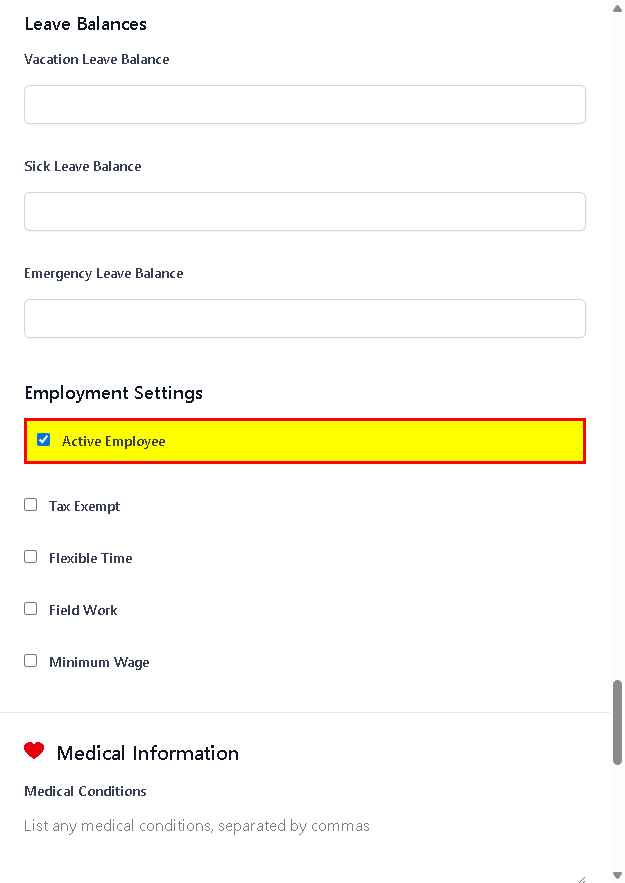 Leave Balances
Vacation Leave Balance
Sick Leave Balance
Emergency Leave Balance
Employment Settings
Active Employee
Tax Exempt
Flexible Time
Field Work
Minimum Wage
Medical Information
Medical Conditions
List any medical conditions, separated by commas